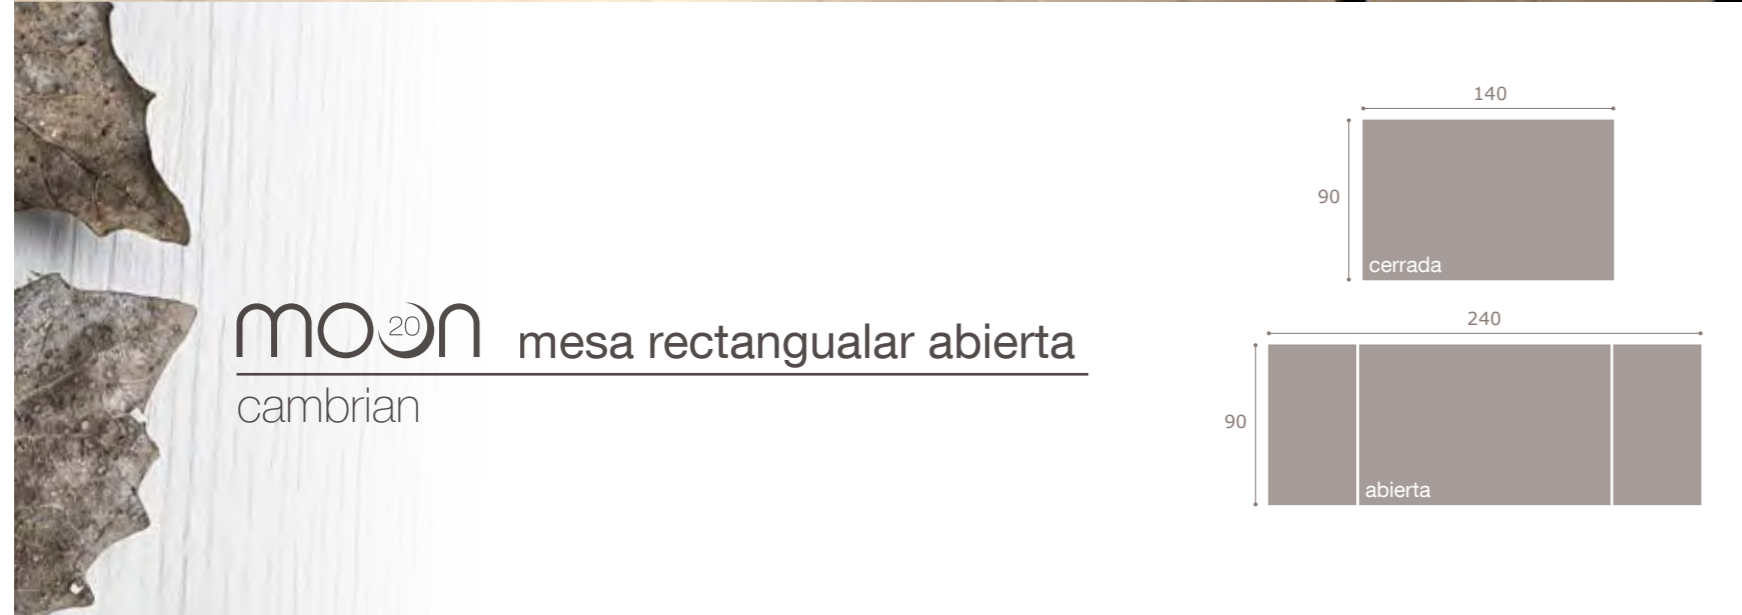 moon 20 mesa rectangualar abierta
cambrian
140
90
cerrada
240
90
abierta